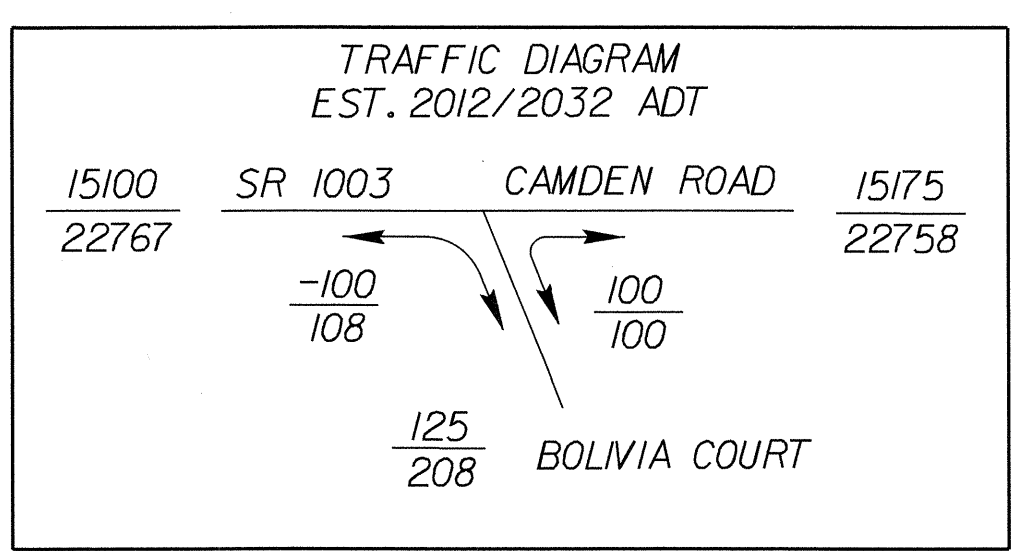 TRAFFIC DIAGRAM
EST. 2012/2032 ADT
15100 SR 1003 CAMDEN ROAD 15175
22767 22758
-100 100
108 100
125
208 BOLIVIA COURT